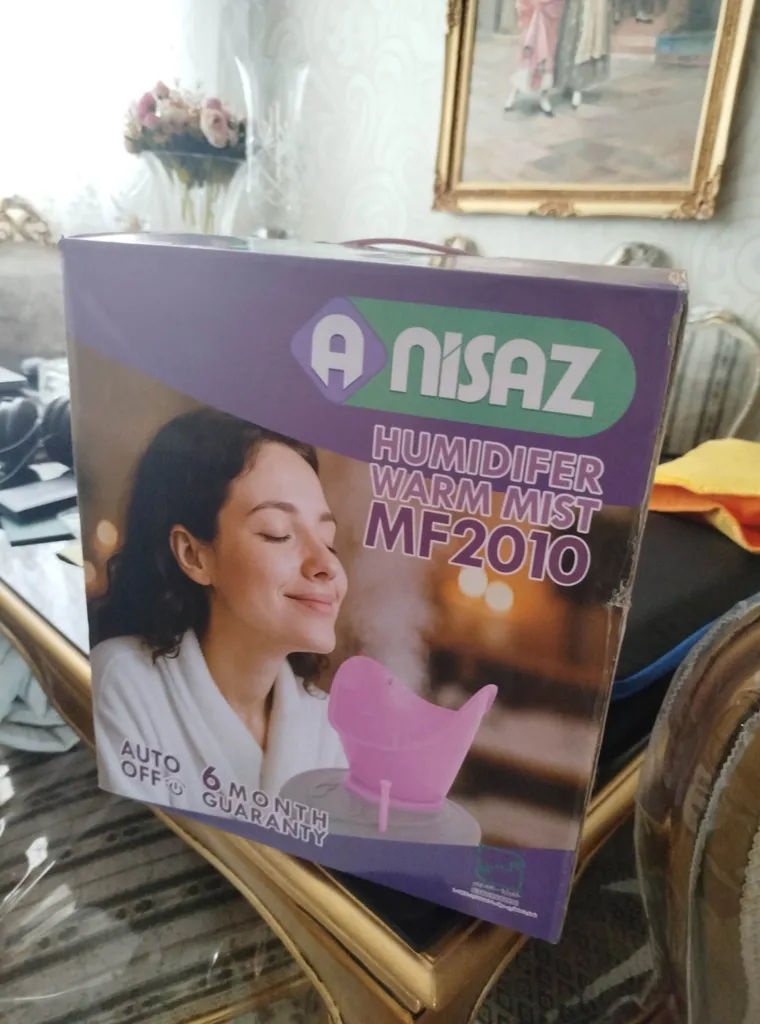 A NISAZ
HUMIDIFER
WARM MIST
MF2010
AUTO
OFF
6 MONTH
GUARANTY